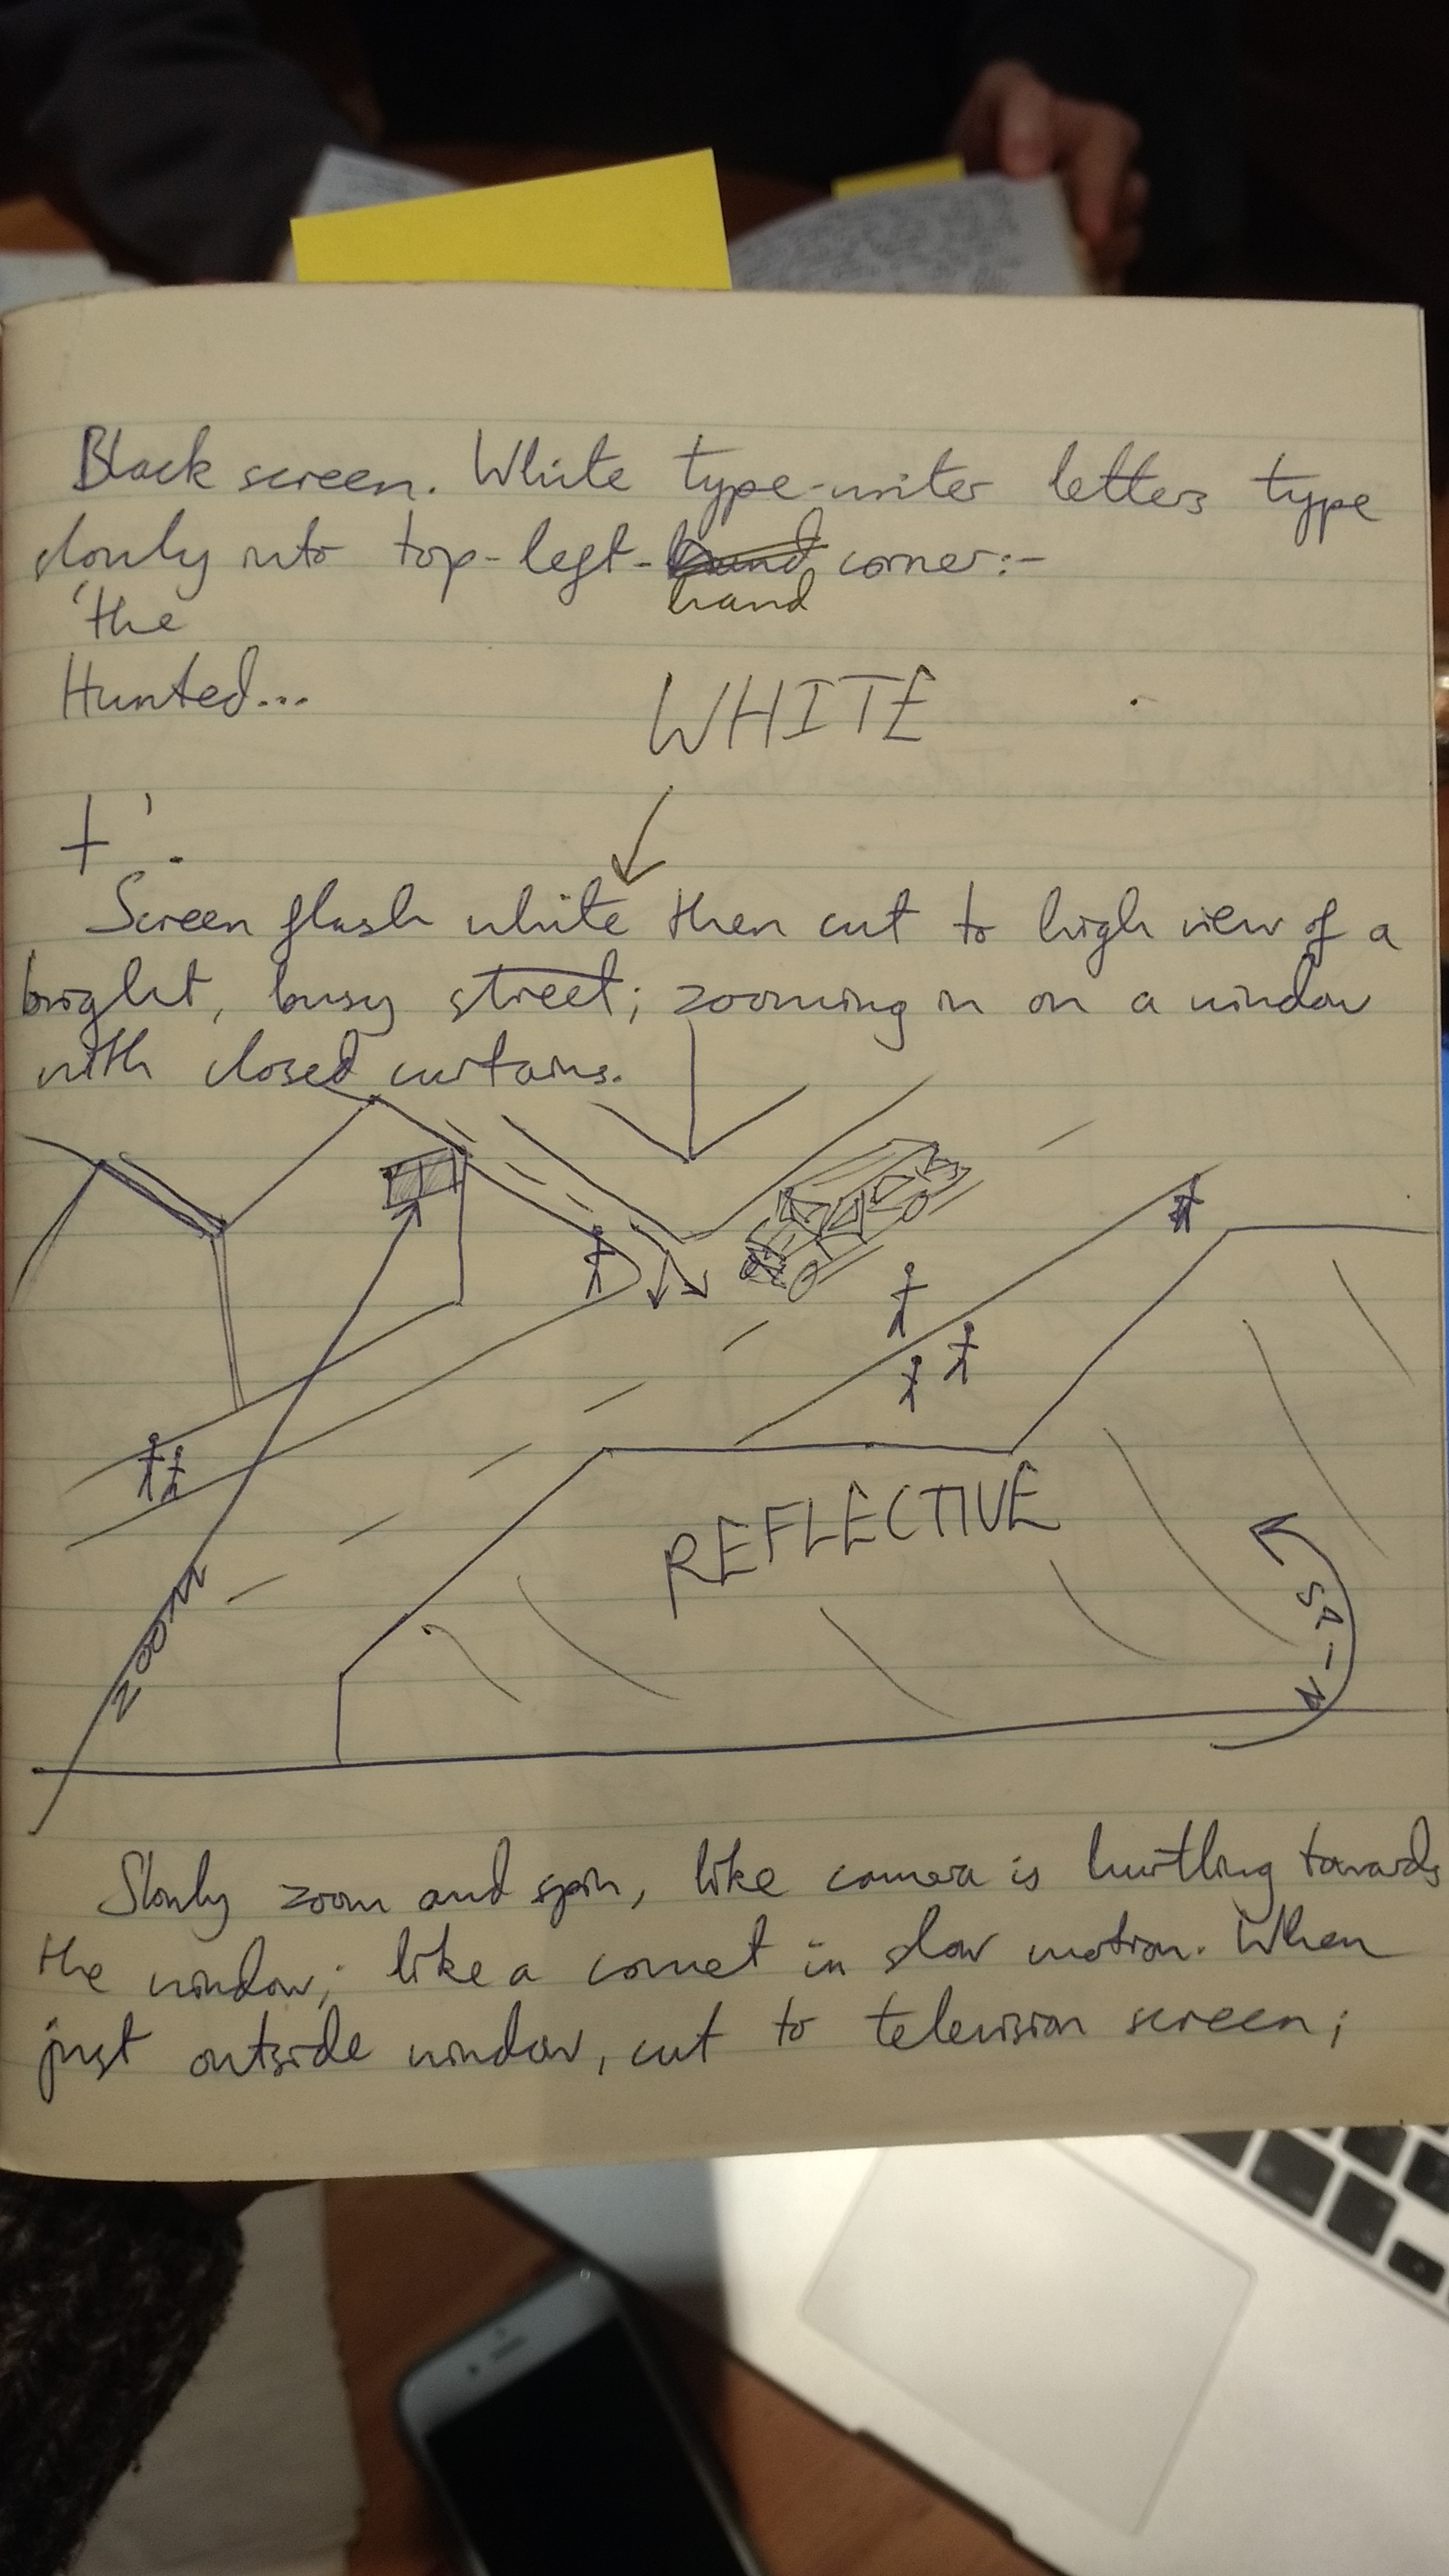 Black screen. White type-writer letters type
slowly into top-left-hand corner:-
hand
'the
Hunted...
WHITE
+'.
Screen flash white then cut to high view of a
bright, busy street; zooming in on a window
with closed curtains.
REFLECTIVE
SPIN
ZOOM
Slowly zoom and spin, like camera is hurtling towards
the window; like a comet in slow motion. When
just outside window, cut to television screen;